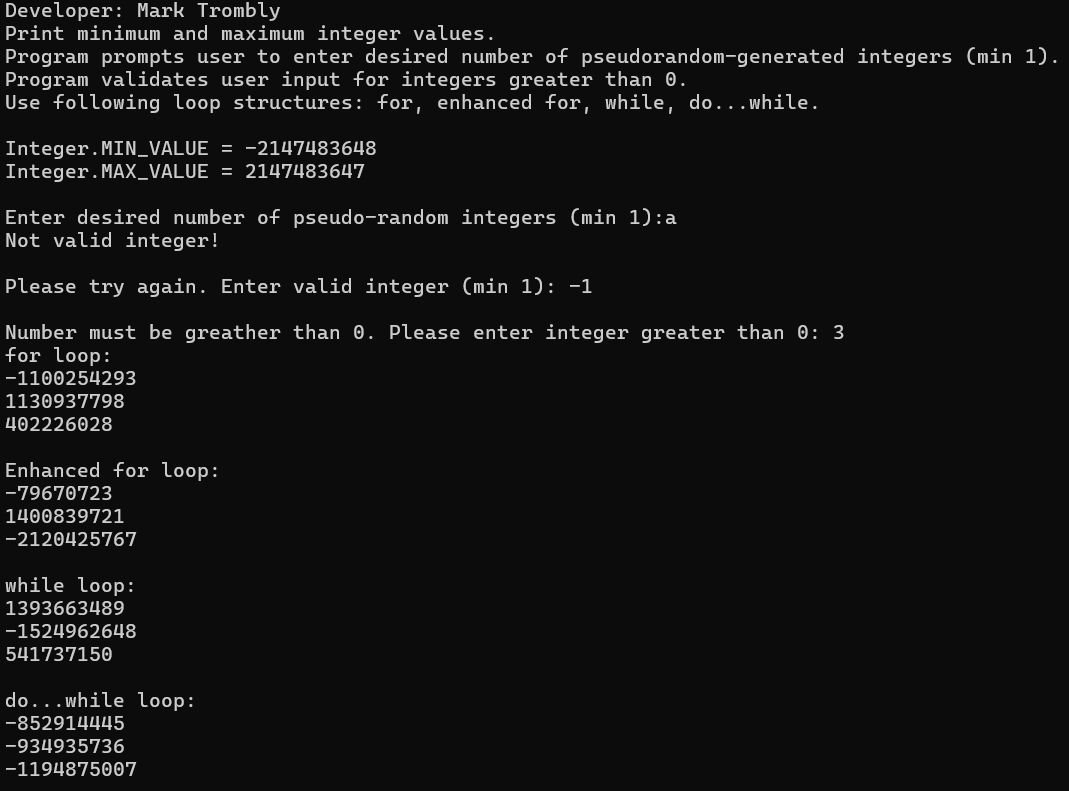 Developer: Mark Trombly
Print minimum and maximum integer values.
Program prompts user to enter desired number of pseudorandom-generated integers (min 1).
Program validates user input for integers greater than 0.
Use following loop structures: for, enhanced for, while, do...while.
Integer.MIN_VALUE = -2147483648
Integer.MAX_VALUE = 2147483647
Enter desired number of pseudo-random integers (min 1):a
Not valid integer!
Please try again. Enter valid integer (min 1): -1
Number must be greather than 0. Please enter integer greater than 0: 3
for loop:
-1100254293
1130937798
402226028
Enhanced for loop:
-79670723
1400839721
-2120425767
while loop:
1393663489
-1524962648
541737150
do...while loop:
-852914445
-934935736
-1194875007